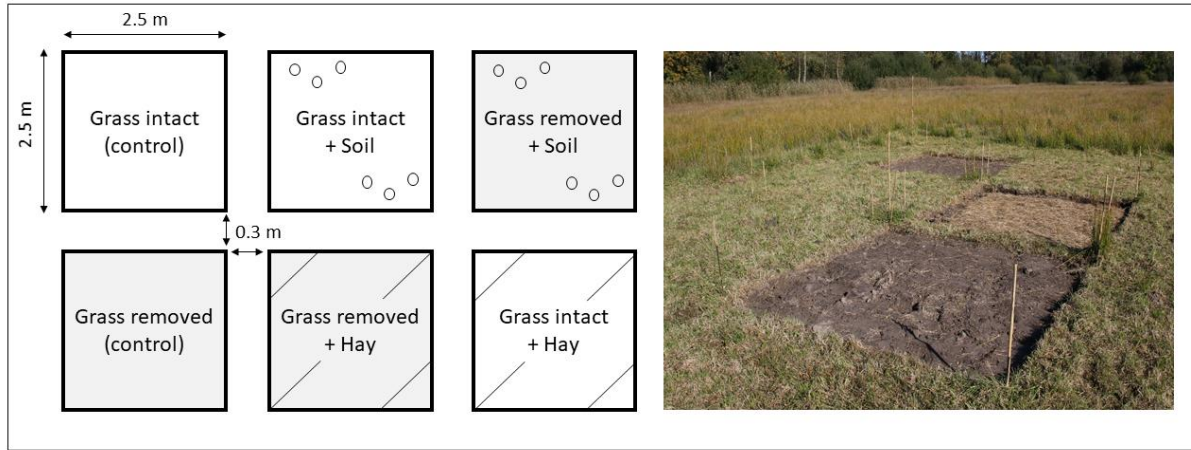 2.5 m
2.5 m
Grass intact
(control)
Grass intact
+ Soil
Grass removed
+ Soil
0.3 m
Grass removed
(control)
Grass removed
+ Hay
Grass intact
+ Hay